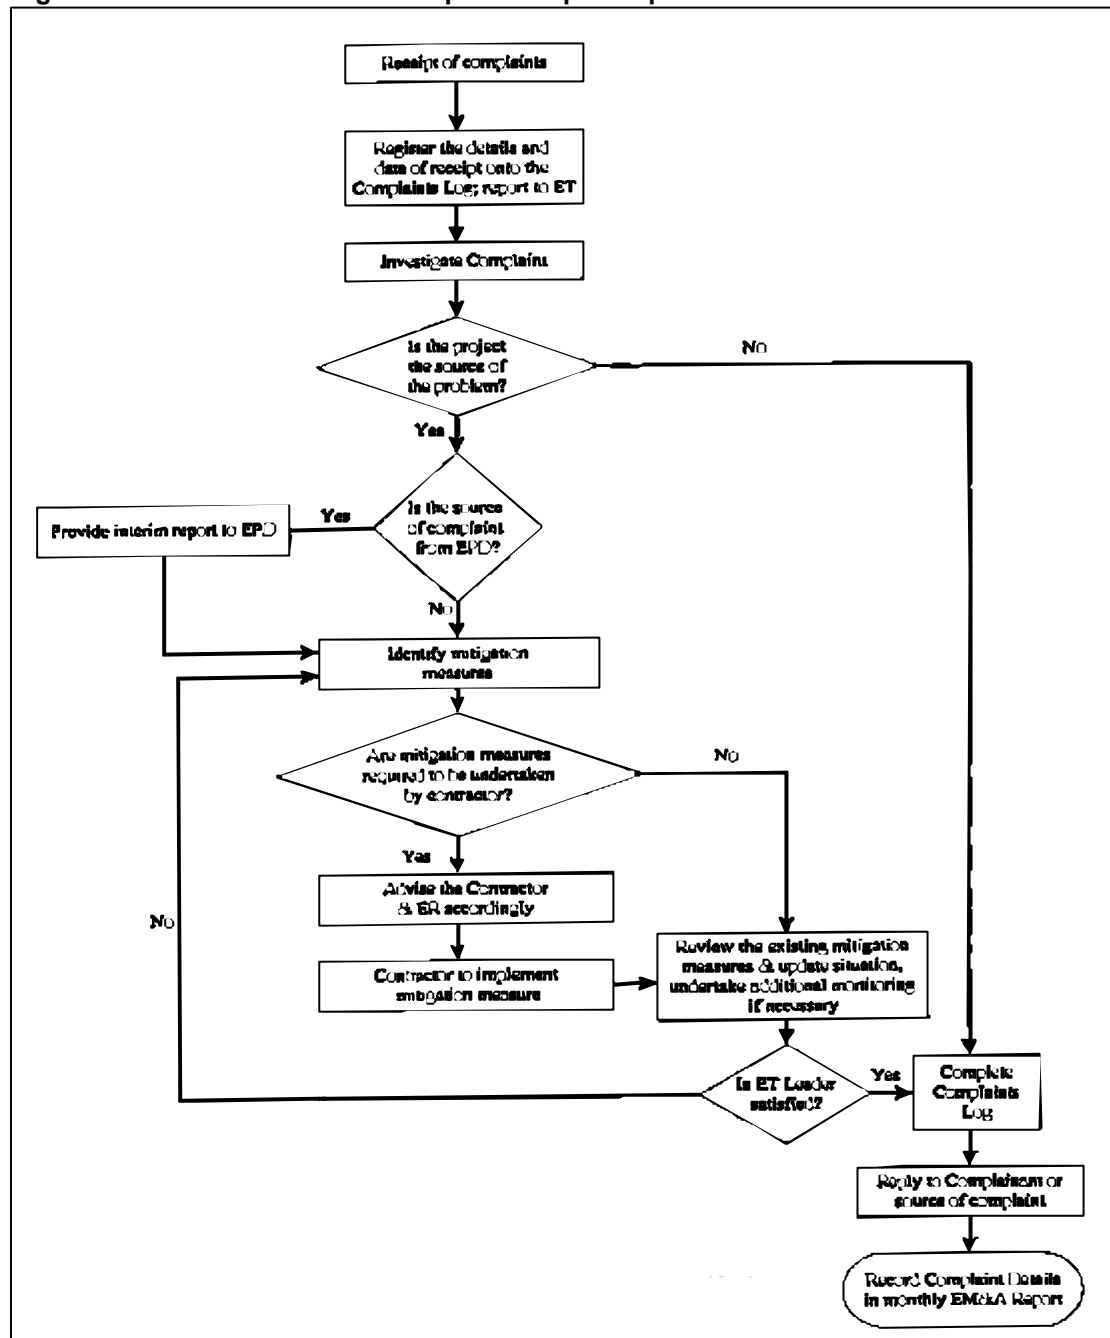 Receipt of complaints
Register the details and
date of receipt onto the
Complaints Log; report to ET
Investigate Complaint
Is the project
the source of
the problem?
No
Yes
Is the source
of complaint
from EPD?
Yes
Provide interim report to EPD
No
Identify mitigation
measures
Are mitigation measures
required to be undertaken
by contractor?
No
Yes
Advise the Contractor
& ER accordingly
No
Contractor to implement
mitigation measure
Review the existing mitigation
measures & update situation,
undertake additional monitoring
if necessary
Is ET Leader
satisfied?
Yes
Complete
Complaints
Log
Reply to Complainant or
source of complaint
Record Complaint Details
in monthly EM&A Report